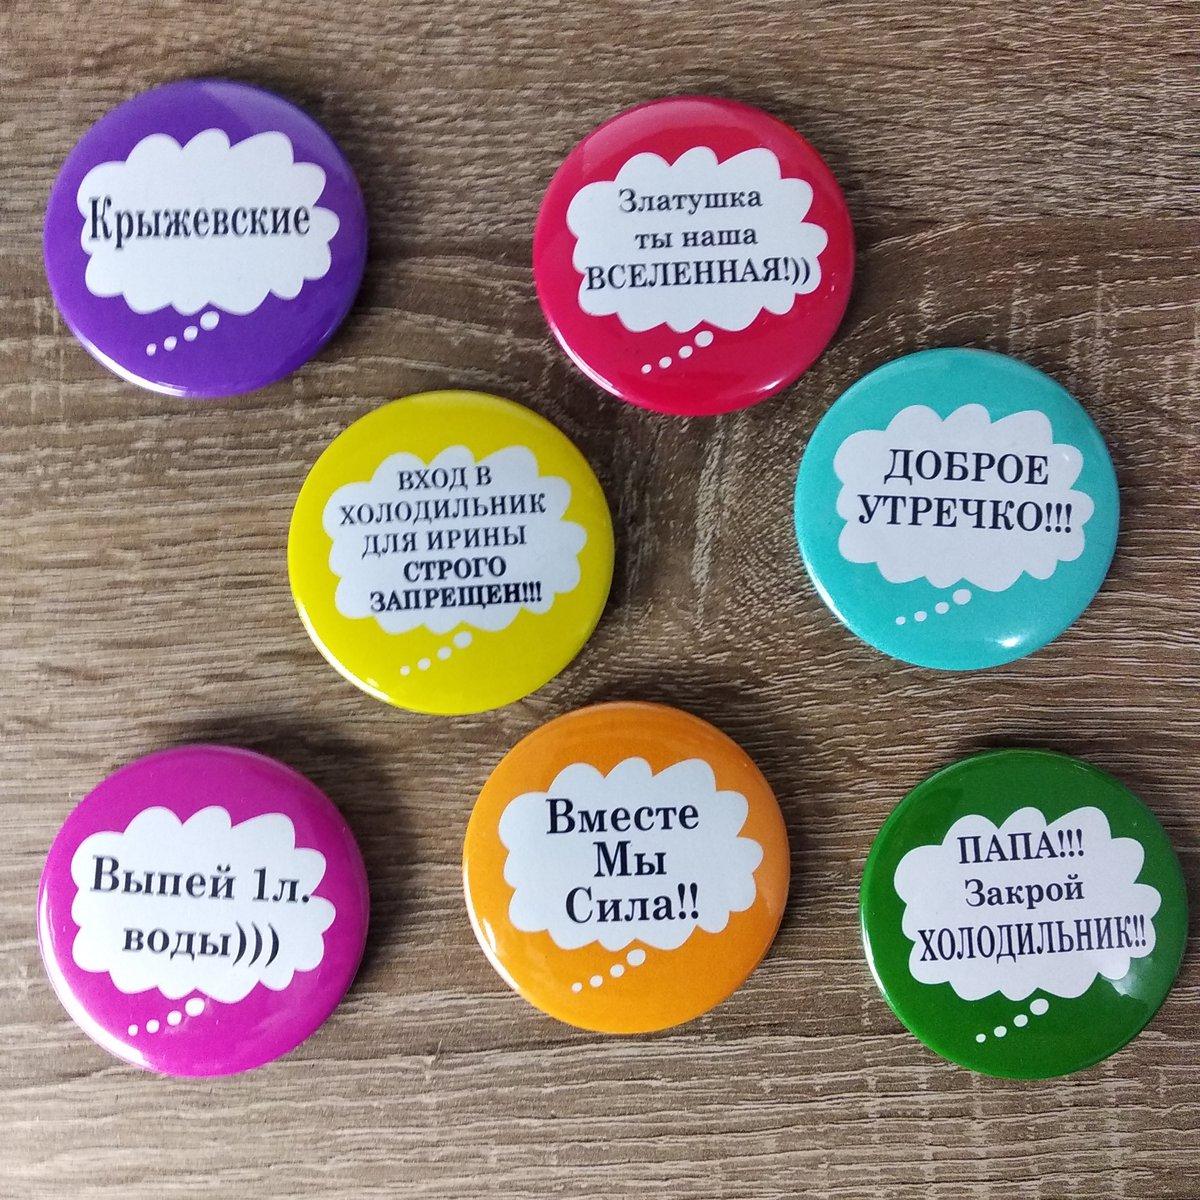 Крыжевские
Златушка
ты наша
ВСЕЛЕННАЯ!))
ВХОД В
ХОЛОДИЛЬНИК
ДЛЯ ИРИНЫ
СТРОГО
ЗАПРЕЩЕН!!!
ДОБРОЕ
УТРЕЧКО!!!
Выпей 1л.
воды)))
Вместе
Мы
Сила!!
ПАПА!!!
Закрой
ХОЛОДИЛЬНИК!!